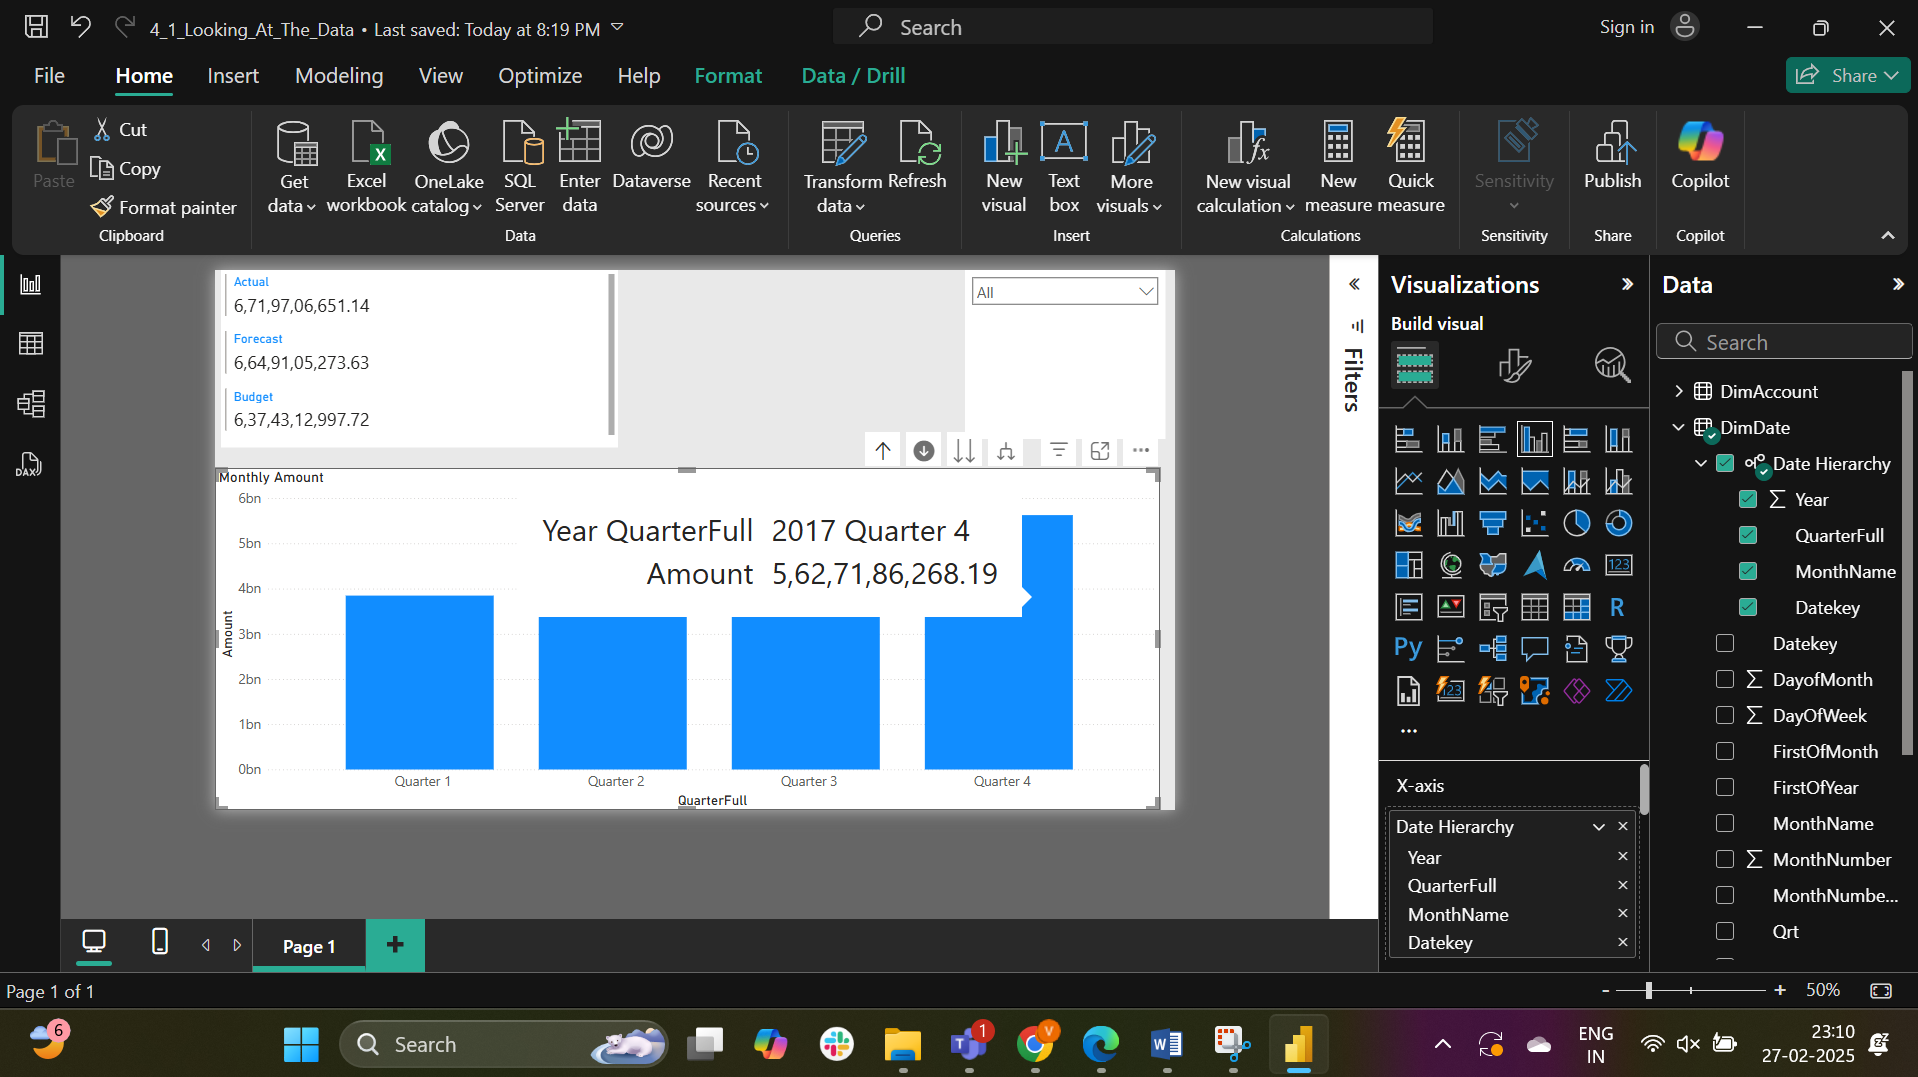 4_1_Looking_At_The_Data • Last saved: Today at 8:19 PM
Search
Sign in
File
Home
Insert
Modeling
View
Optimize
Help
Format
Data / Drill
Share
Paste
Cut
Copy
Format painter
Clipboard
Get data
Excel workbook
OneLake catalog
SQL Server
Enter data
Dataverse
Recent sources
Data
Transform data
Refresh
Queries
New visual
Text box
More visuals
Insert
New visual calculation
New measure
Quick measure
Calculations
Sensitivity
Sensitivity
Publish
Share
Copilot
Copilot
DAX
Actual
6,71,97,06,651.14
Forecast
6,64,91,05,273.63
Budget
6,37,43,12,997.72
All
Monthly Amount
6bn
5bn
4bn
3bn
2bn
1bn
0bn
Amount
Year QuarterFull 2017 Quarter 4
Amount 5,62,71,86,268.19
Quarter 1
Quarter 2
Quarter 3
Quarter 4
QuarterFull
Filters
Visualizations
Build visual
123
R
Py
123
X-axis
Date Hierarchy
Year
QuarterFull
MonthName
Datekey
Data
Search
DimAccount
DimDate
Date Hierarchy
Year
QuarterFull
MonthName
Datekey
Datekey
DayofMonth
DayOfWeek
FirstOfMonth
FirstOfYear
MonthName
MonthNumber
MonthNumbe...
Qrt
Page 1
Page 1 of 1
- + 50%
6
Search
1
V
ENG
IN
23:10
27-02-2025